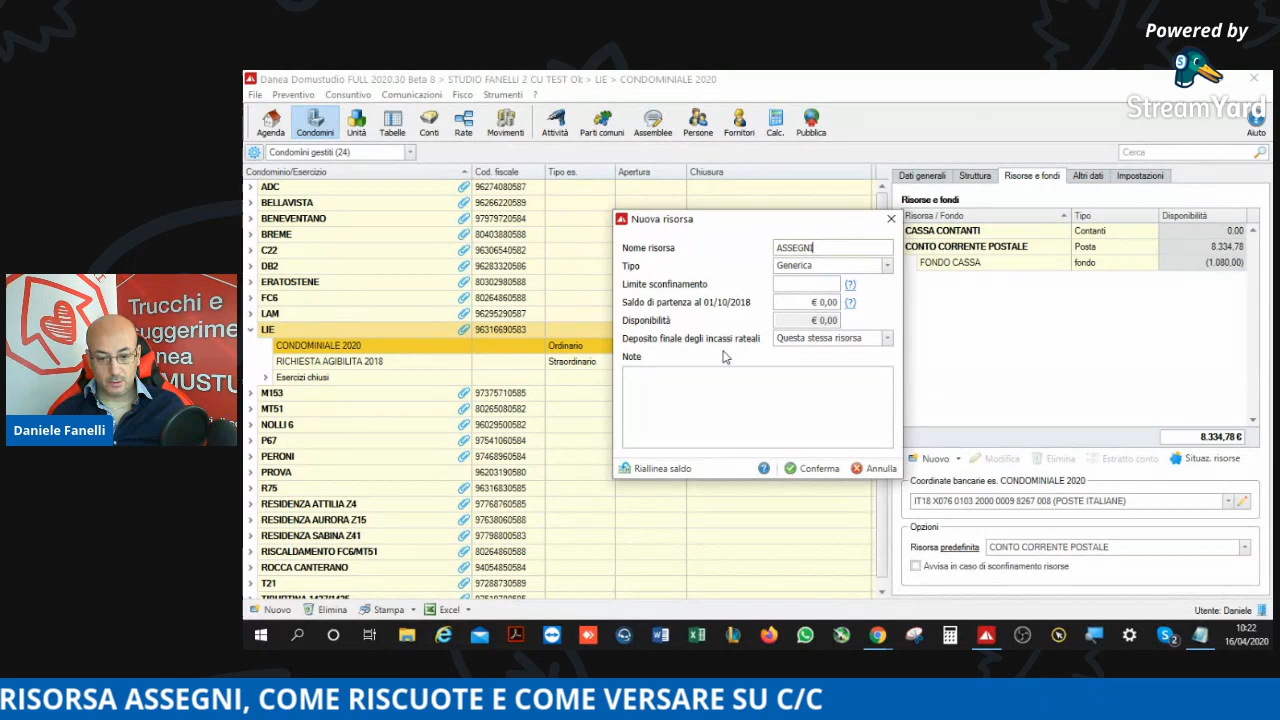 Powered by
StreamYard
Danea Domustudio FULL 2020.30 Beta 8 > STUDIO FANELLI 2 CU TEST Ok > LIE > CONDOMINIALE 2020
File Preventivo Consuntivo Comunicazioni Fisco Strumenti ?
Agenda Condomini Unità Tabelle Conti Rate Movimenti Attività Parti comuni Assemblee Persone Fornitori Calc. Pubblica Aiuto
Condòmini gestiti (24) Cerca
Condominio/Esercizio Cod. fiscale Tipo es. Apertura Chiusura
ADC 96274080587
BELLAVISTA 96266220589
BENEVENTANO 97979720584
BREME 80403880588
C22 96306540582
DB2 96283320586
ERATOSTENE 80302980588
FC6 80264860588
LAM 96295290587
LIE 96316690583
CONDOMINIALE 2020 Ordinario
RICHIESTA AGIBILITA 2018 Straordinario
Esercizi chiusi
M153 97375710585
MT51 80265080582
NOLLI 6 96029500582
P67 97541060584
PERONI 97468960584
PROVA 96203190580
R75 96316830585
RESIDENZA ATTILIA Z4 97768760585
RESIDENZA AURORA Z15 97638060588
RESIDENZA SABINA Z41 97798800583
RISCALDAMENTO FC6/MT51 80264860588
ROCCA CANTERANO 94054850584
T21 97288730589
Nuova risorsa
Nome risorsa ASSEGNI
Tipo Generica
Limite sconfinamento (?)
Saldo di partenza al 01/10/2018 € 0,00 (?)
Disponibilità € 0,00
Deposito finale degli incassi rateali Questa stessa risorsa
Note
Riallinea saldo Conferma Annulla
Dati generali Struttura Risorse e fondi Altri dati Impostazioni
Risorse e fondi
Risorsa / Fondo Tipo Disponibilità
CASSA CONTANTI Contanti 0.00
CONTO CORRENTE POSTALE Posta 8.334,78
FONDO CASSA fondo (1.080,00)
8.334,78 €
Nuovo Modifica Elimina Estratto conto Situaz. risorse
Coordinate bancarie es. CONDOMINIALE 2020
IT18 X076 0103 2000 0009 8267 008 (POSTE ITALIANE)
Opzioni
Risorsa predefinita CONTO CORRENTE POSTALE
Avvisa in caso di sconfinamento risorse
Nuovo Elimina Stampa Excel Utente: Daniele
10:22
16/04/2020
Trucchi e
suggerime
anea
MUSTU
Daniele Fanelli
RISORSA ASSEGNI, COME RISCUOTE E COME VERSARE SU C/C